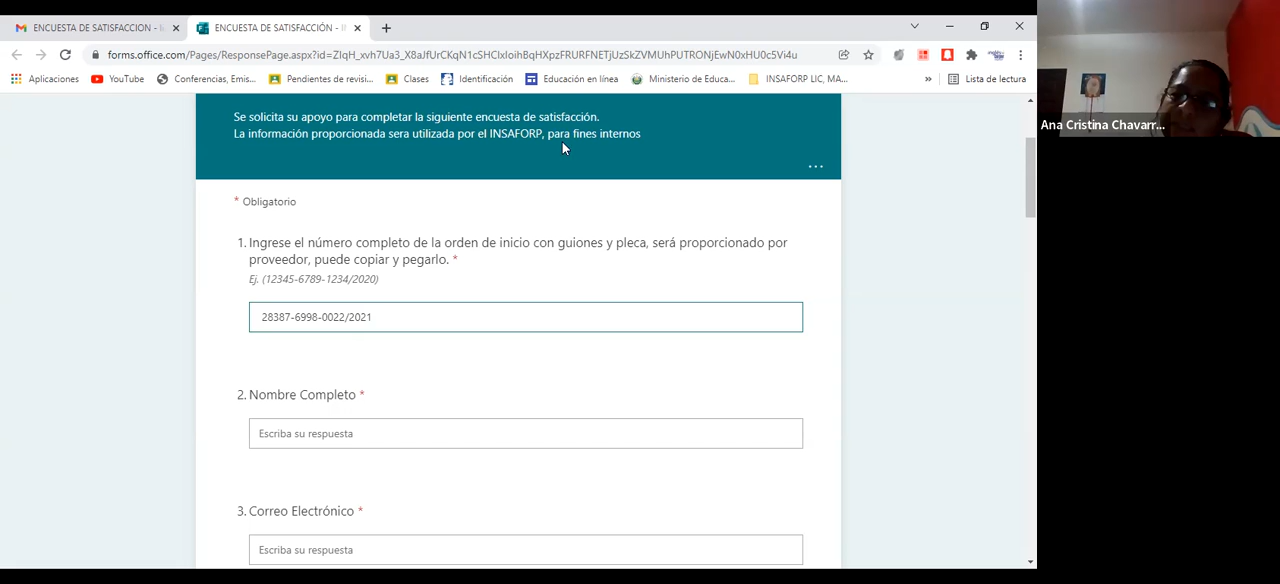 ENCUESTA DE SATISFACCION -
ENCUESTA DE SATISFACCIÓN - I
forms.office.com/Pages/ResponsePage.aspx?id=ZIqH_xvh7Ua3_X8aJfUrCKqN1cSHCIxIoihBqHXpzFRURFNETjUzSkZVMUhPUTRONjEwN0xHU0c5Vi4u
Aplicaciones YouTube Conferencias, Emis... Pendientes de revisi... Clases Identificación Educación en línea Ministerio de Educa... INSAFORP LIC, MA... » Lista de lectura
Se solicita su apoyo para completar la siguiente encuesta de satisfacción.
La información proporcionada sera utilizada por el INSAFORP, para fines internos
...
* Obligatorio
1. Ingrese el número completo de la orden de inicio con guiones y pleca, será proporcionado por
proveedor, puede copiar y pegarlo. *
Ej. (12345-6789-1234/2020)
28387-6998-0022/2021
2. Nombre Completo *
Escriba su respuesta
3. Correo Electrónico *
Escriba su respuesta
Ana Cristina Chavarr...